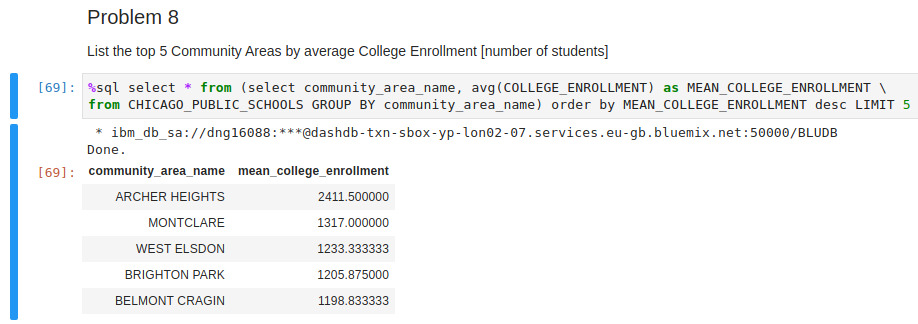 Problem 8
List the top 5 Community Areas by average College Enrollment [number of students]
[69]: %sql select * from (select community_area_name, avg(COLLEGE_ENROLLMENT) as MEAN_COLLEGE_ENROLLMENT \
from CHICAGO_PUBLIC_SCHOOLS GROUP BY community_area_name) order by MEAN_COLLEGE_ENROLLMENT desc LIMIT 5
* ibm_db_sa://dng16088:***@dashdb-txn-sbox-yp-lon02-07.services.eu-gb.bluemix.net:50000/BLUDB
Done.
[69]: community_area_name mean_college_enrollment
ARCHER HEIGHTS 2411.500000
MONTCLARE 1317.000000
WEST ELSDON 1233.333333
BRIGHTON PARK 1205.875000
BELMONT CRAGIN 1198.833333